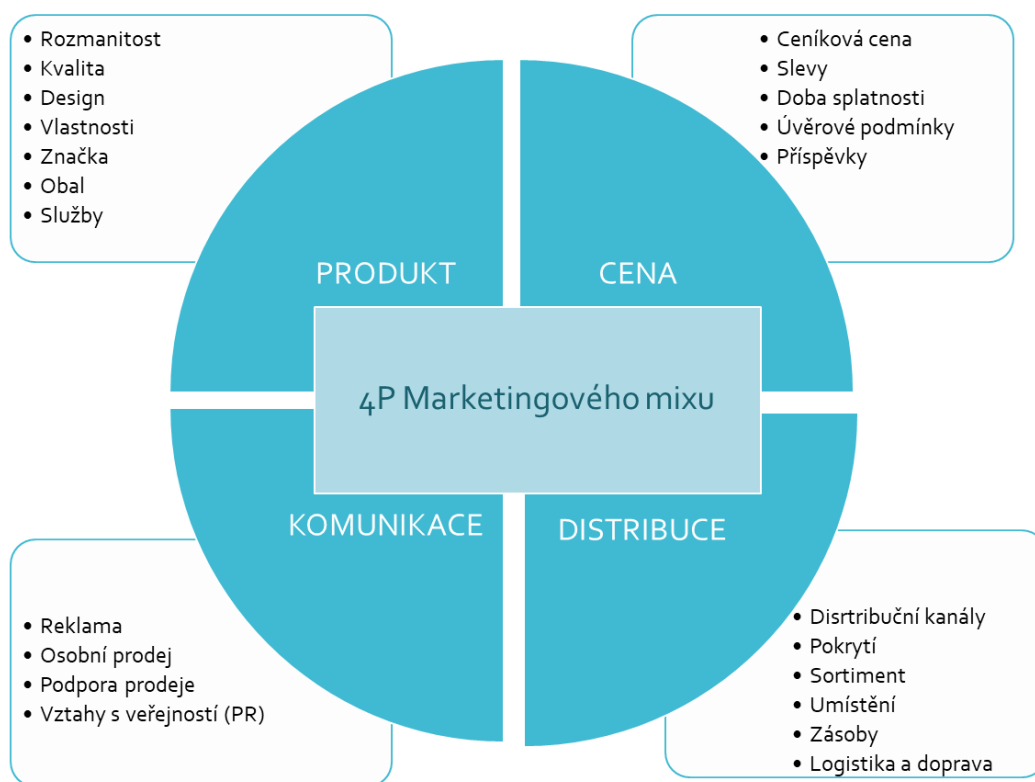 • Rozmanitost
• Kvalita
• Design
• Vlastnosti
• Značka
• Obal
• Služby
• Ceníková cena
• Slevy
• Doba splatnosti
• Úvěrové podmínky
• Příspěvky
PRODUKT
CENA
4P Marketingového mixu
KOMUNIKACE
DISTRIBUCE
• Reklama
• Osobní prodej
• Podpora prodeje
• Vztahy s veřejností (PR)
• Disrtribuční kanály
• Pokrytí
• Sortiment
• Umístění
• Zásoby
• Logistika a doprava